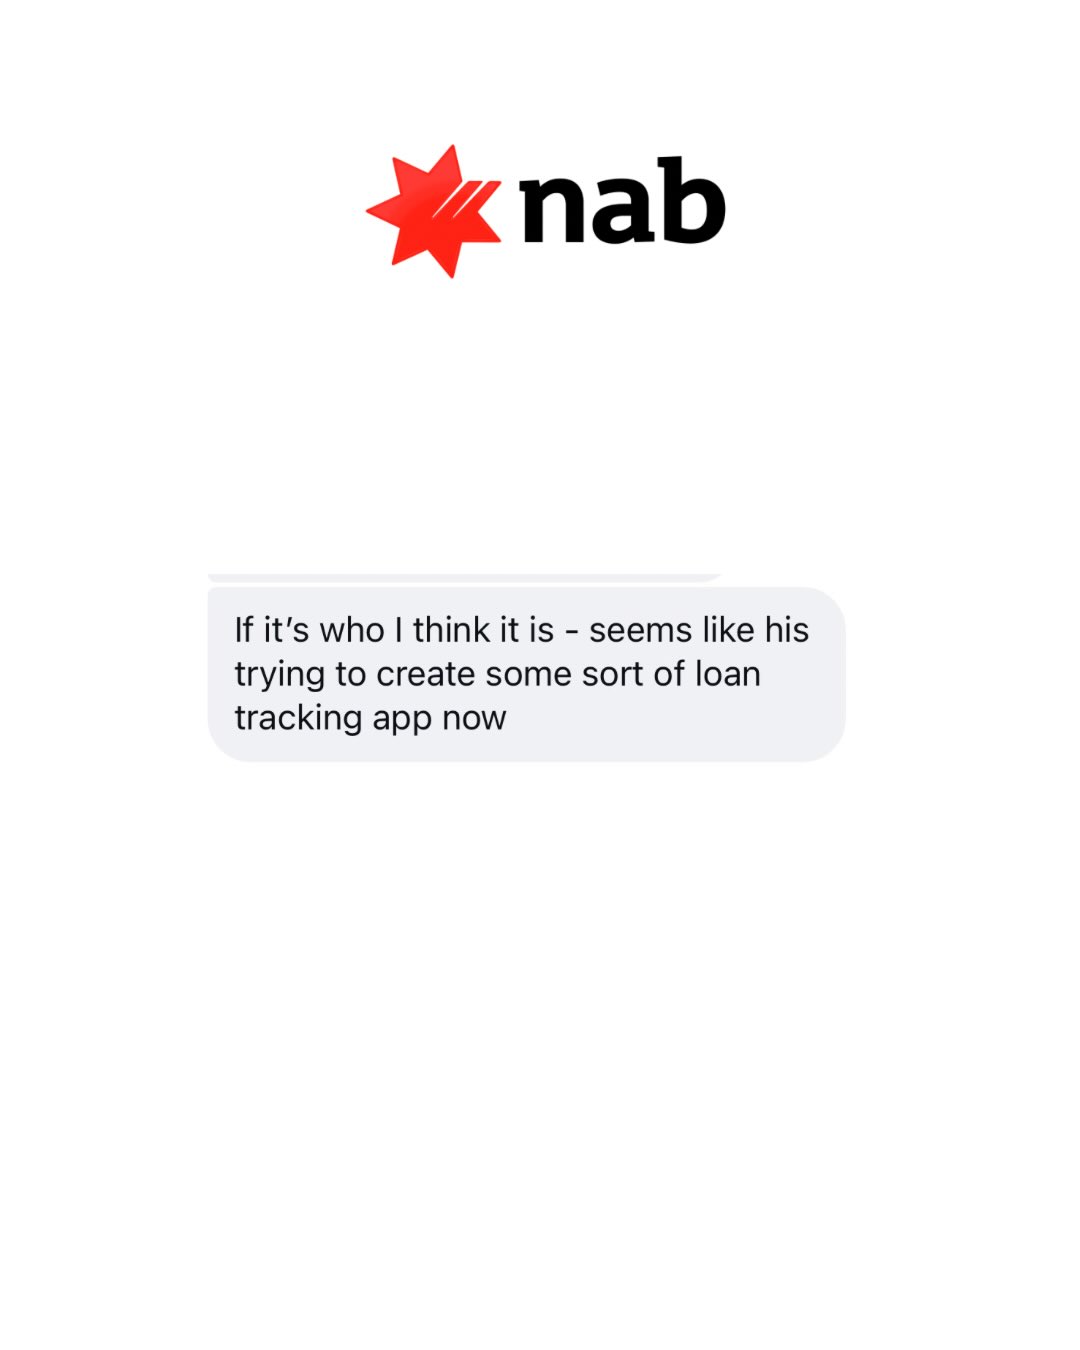 nab
If it’s who I think it is - seems like his
trying to create some sort of loan
tracking app now